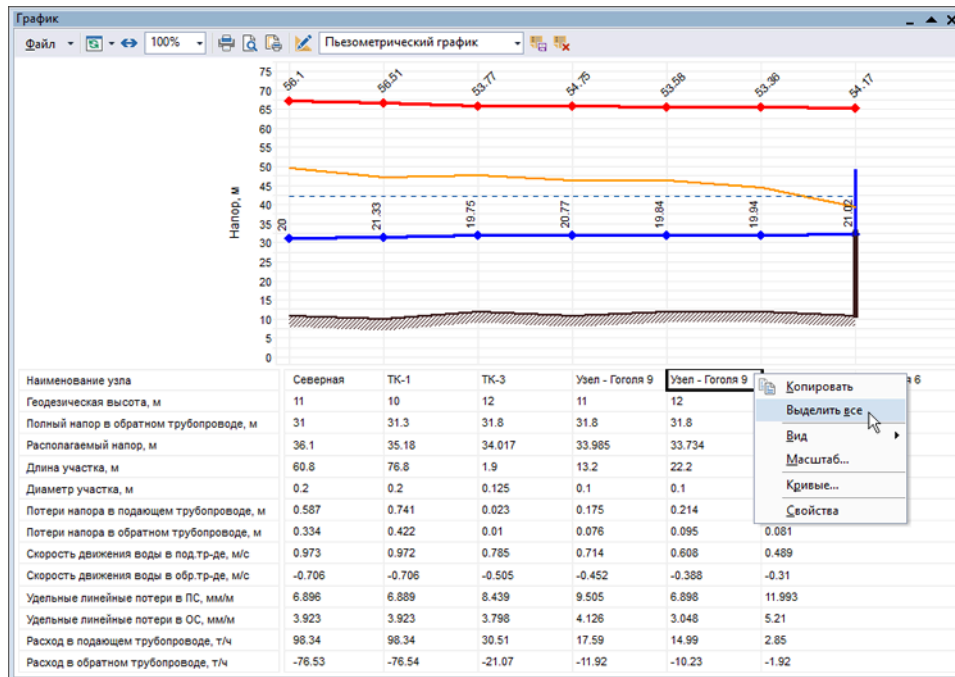 График
Файл 100% Пьезометрический график
56.1 56.51 53.77 54.75 53.58 53.36 54.17
Напор, м
75
70
65
60
55
50
45
40
35
30
25
20
15
10
5
0
20 21.33 19.75 20.77 19.84 19.94 21.02
Наименование узла Северная ТК-1 ТК-3 Узел - Гоголя 9 Узел - Гоголя 9 6
Геодезическая высота, м 11 10 12 11 12
Полный напор в обратном трубопроводе, м 31 31.3 31.8 31.8 31.8
Располагаемый напор, м 36.1 35.18 34.017 33.985 33.734
Длина участка, м 60.8 76.8 1.9 13.2 22.2
Диаметр участка, м 0.2 0.2 0.125 0.1 0.1
Потери напора в подающем трубопроводе, м 0.587 0.741 0.023 0.175 0.214
Потери напора в обратном трубопроводе, м 0.334 0.422 0.01 0.076 0.095 0.081
Скорость движения воды в под.тр-де, м/с 0.973 0.972 0.785 0.714 0.608 0.489
Скорость движения воды в обр.тр-де, м/с -0.706 -0.706 -0.505 -0.452 -0.388 -0.31
Удельные линейные потери в ПС, мм/м 6.896 6.889 8.439 9.505 6.898 11.993
Удельные линейные потери в ОС, мм/м 3.923 3.923 3.798 4.126 3.048 5.21
Расход в подающем трубопроводе, т/ч 98.34 98.34 30.51 17.59 14.99 2.85
Расход в обратном трубопроводе, т/ч -76.53 -76.54 -21.07 -11.92 -10.23 -1.92
Копировать
Выделить все
Вид
Масштаб...
Кривые...
Свойства